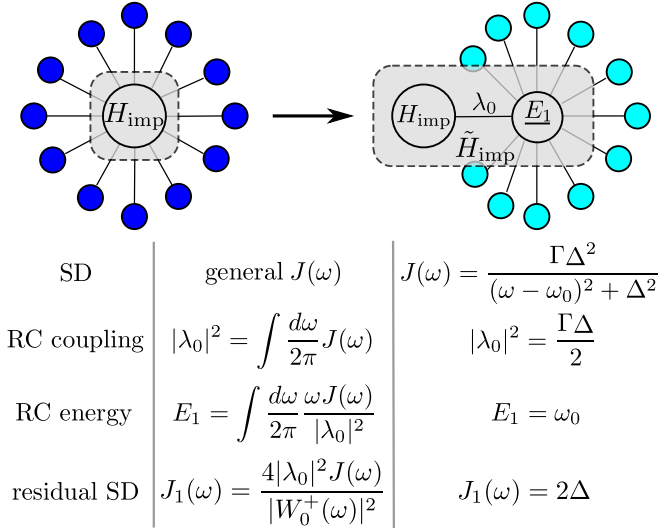 H_imp H_imp λ_0 E_1
H̃_imp
SD general J(ω) J(ω) = ΓΔ² / ((ω − ω_0)² + Δ²)
RC coupling |λ_0|² = ∫ dω/2π J(ω) |λ_0|² = ΓΔ/2
RC energy E_1 = ∫ dω/2π ωJ(ω)/|λ_0|² E_1 = ω_0
residual SD J_1(ω) = 4|λ_0|²J(ω)/|W_0^+(ω)|² J_1(ω) = 2Δ